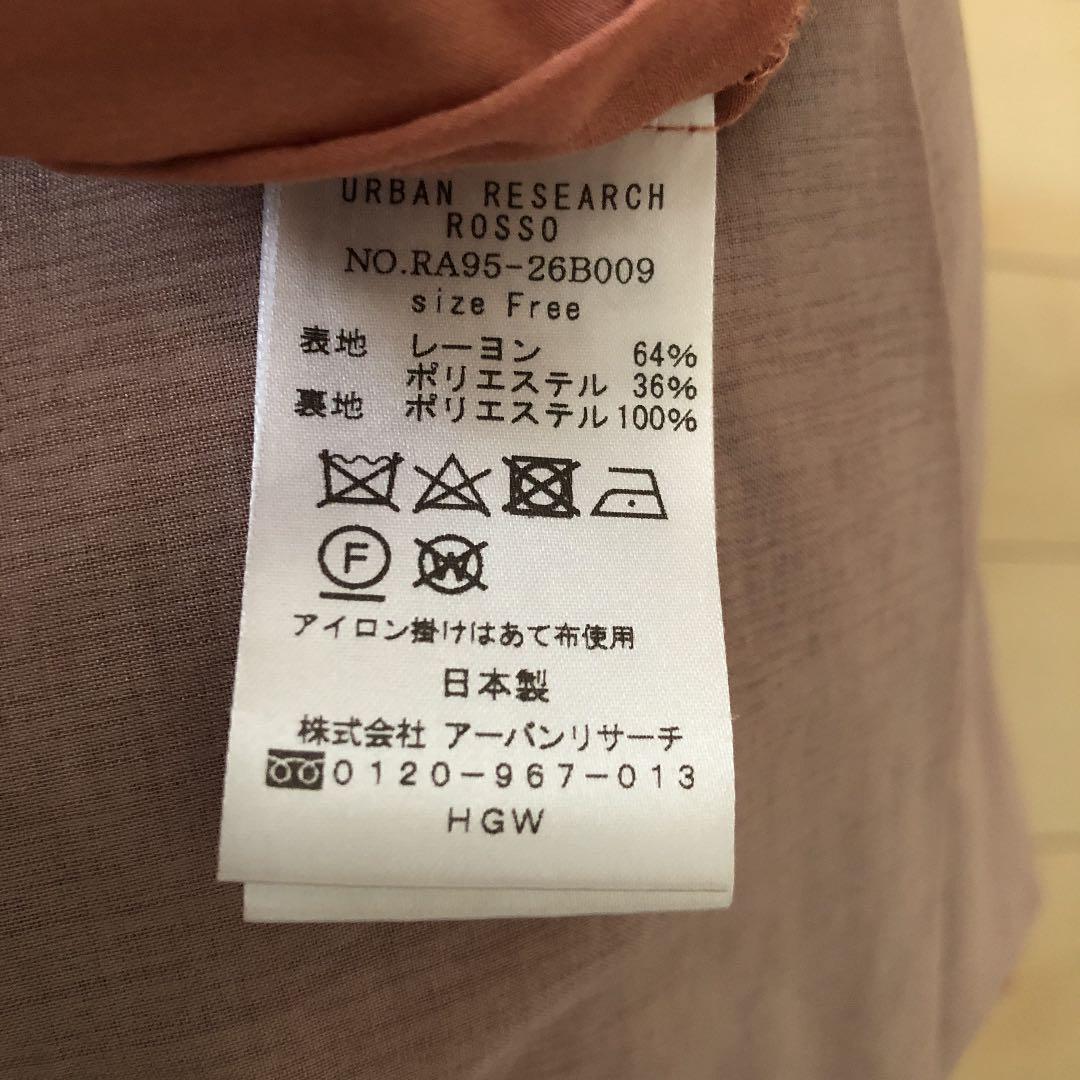 URBAN RESEARCH
ROSSO
NO.RA95-26B009
size Free
表地 レーヨン 64%
ポリエステル 36%
裏地 ポリエステル 100%
F W
アイロン掛けはあて布使用
日本製
株式会社 アーバンリサーチ
0120-967-013
HGW